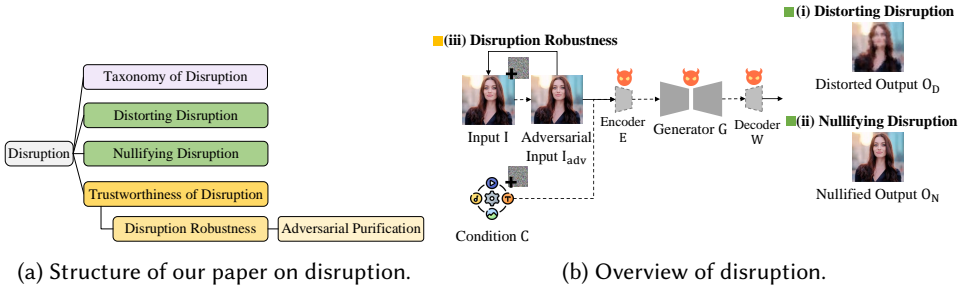 Disruption
Taxonomy of Disruption
Distorting Disruption
Nullifying Disruption
Trustworthiness of Disruption
Disruption Robustness
Adversarial Purification
(a) Structure of our paper on disruption.
(iii) Disruption Robustness
Input I
Adversarial
Input I_adv
Condition C
Encoder
E
Generator G
Decoder
W
(i) Distorting Disruption
Distorted Output O_D
(ii) Nullifying Disruption
Nullified Output O_N
(b) Overview of disruption.